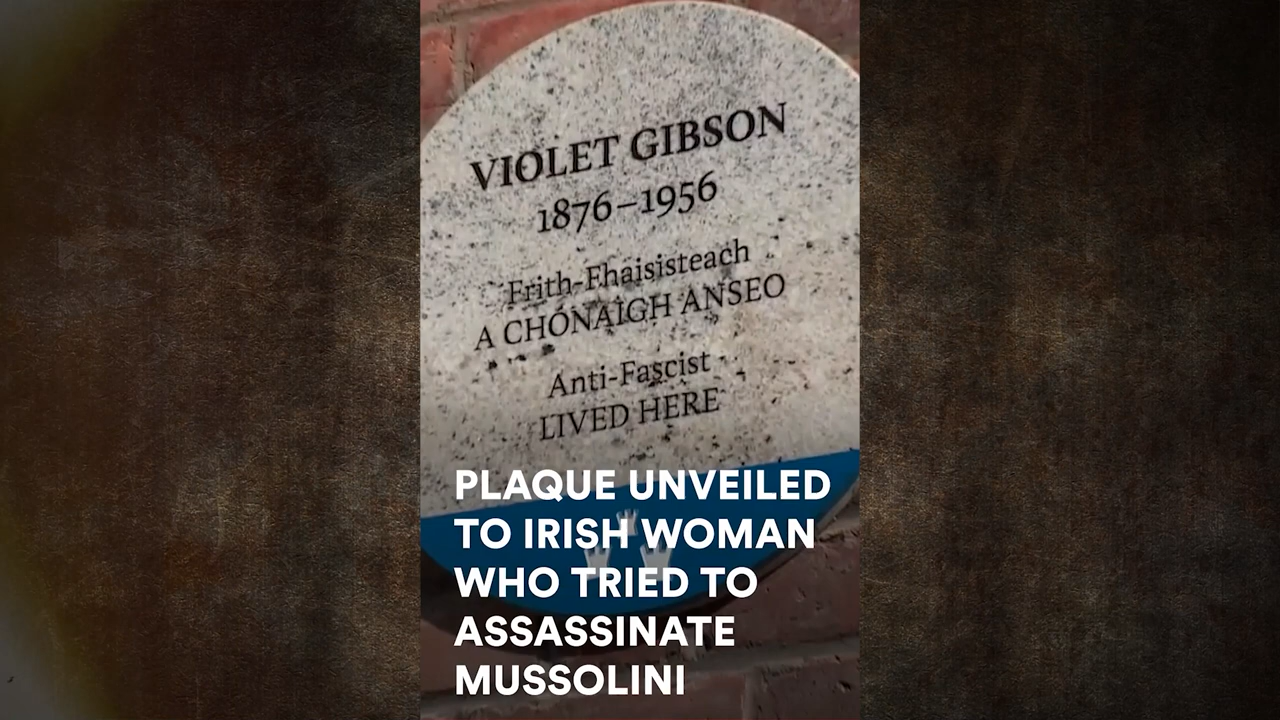 VIOLET GIBSON
1876–1956
Frith-Fhaisisteach
A CHÓNAIGH ANSEO
Anti-Fascist
LIVED HERE
PLAQUE UNVEILED
TO IRISH WOMAN
WHO TRIED TO
ASSASSINATE
MUSSOLINI